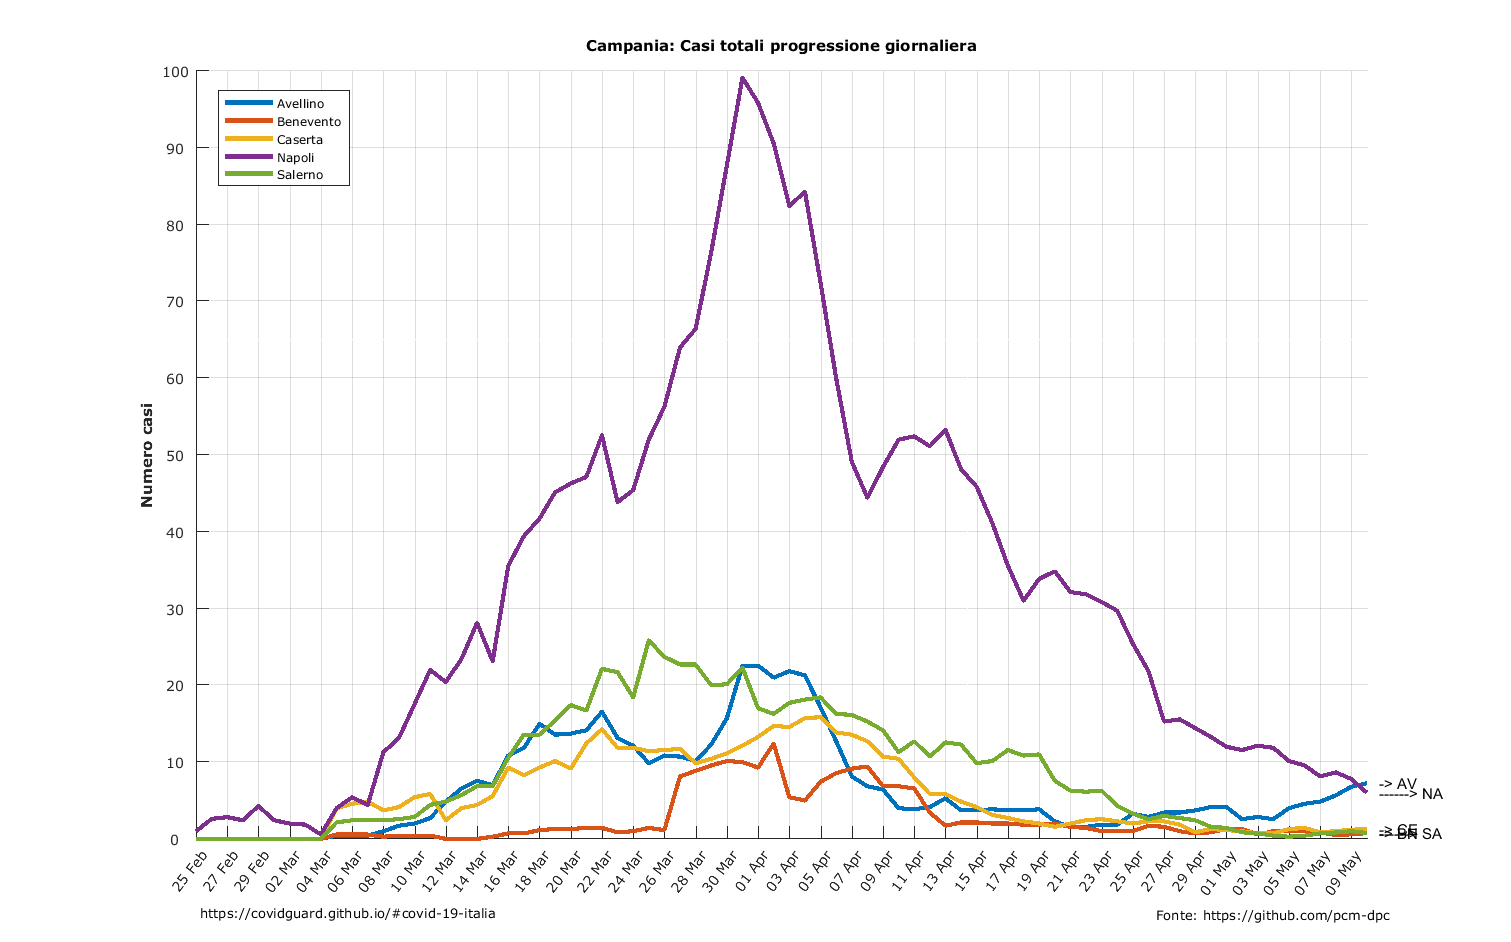 Campania: Casi totali progressione giornaliera
100
90
80
70
60
50
40
30
20
10
0
Numero casi
Avellino
Benevento
Caserta
Napoli
Salerno
-> AV
------> NA
-> CE
SA
25 Feb
27 Feb
29 Feb
02 Mar
04 Mar
06 Mar
08 Mar
10 Mar
12 Mar
14 Mar
16 Mar
18 Mar
20 Mar
22 Mar
24 Mar
26 Mar
28 Mar
30 Mar
01 Apr
03 Apr
05 Apr
07 Apr
09 Apr
11 Apr
13 Apr
15 Apr
17 Apr
19 Apr
21 Apr
23 Apr
25 Apr
27 Apr
29 Apr
01 May
03 May
05 May
07 May
09 May
https://covidguard.github.io/#covid-19-italia
Fonte: https://github.com/pcm-dpc